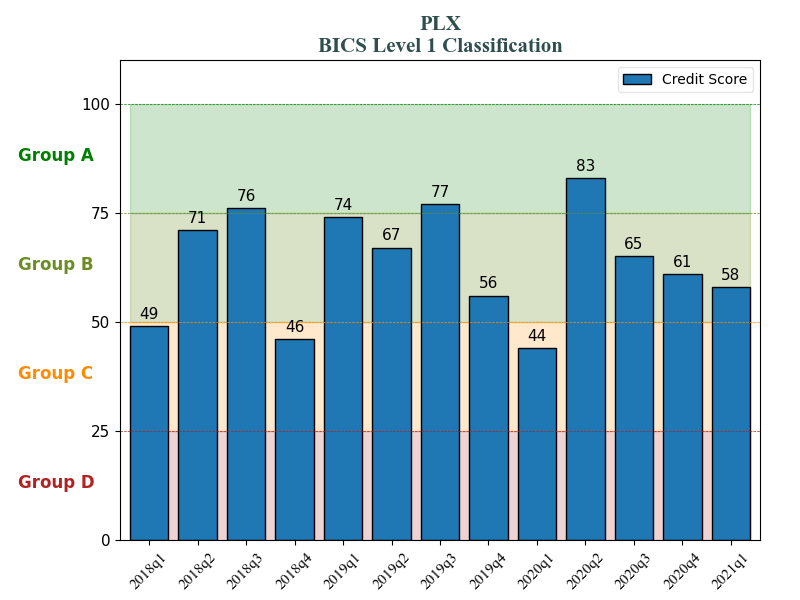 PLX
BICS Level 1 Classification
Credit Score
100
75
50
25
0
Group A
Group B
Group C
Group D
49
71
76
46
74
67
77
56
44
83
65
61
58
2018q1
2018q2
2018q3
2018q4
2019q1
2019q2
2019q3
2019q4
2020q1
2020q2
2020q3
2020q4
2021q1